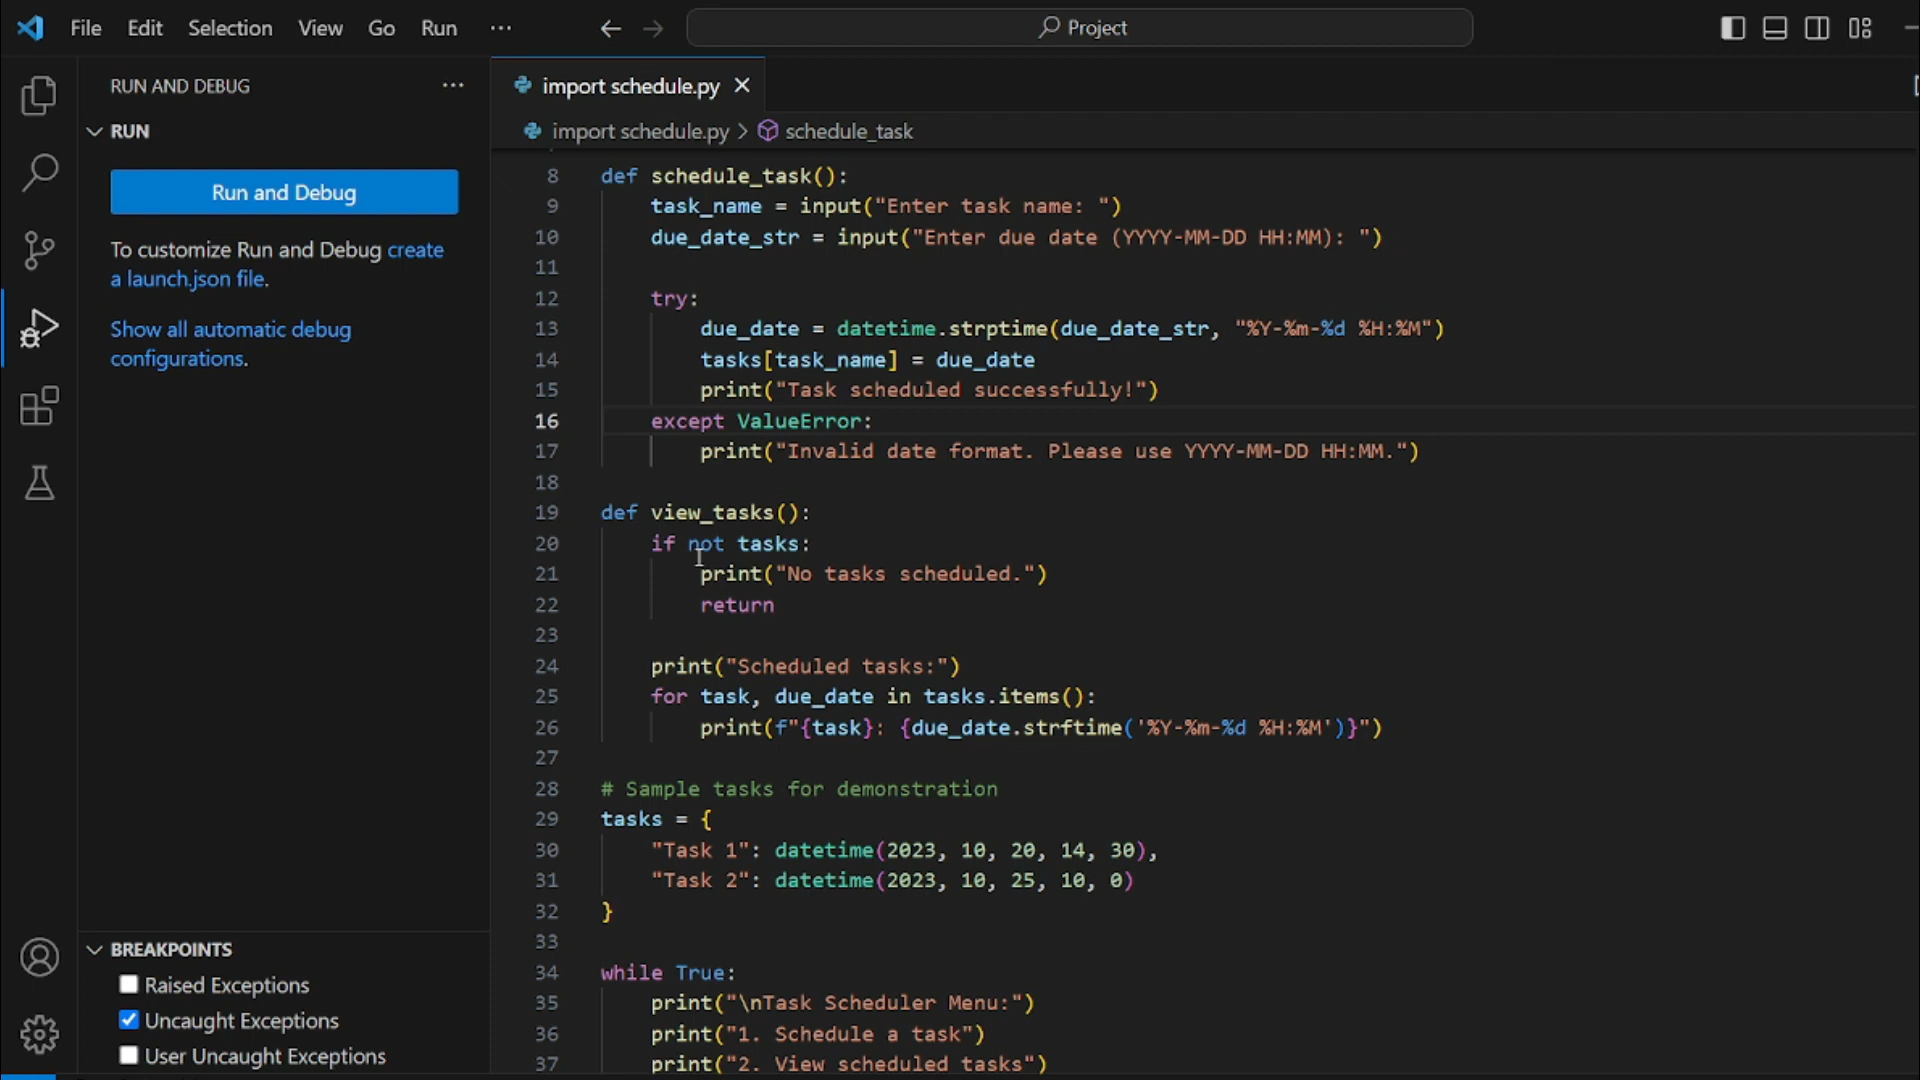 File Edit Selection View Go Run ···
Project
RUN AND DEBUG ···
RUN
Run and Debug
To customize Run and Debug create
a launch.json file.
Show all automatic debug
configurations.
BREAKPOINTS
Raised Exceptions
Uncaught Exceptions
User Uncaught Exceptions
import schedule.py
import schedule.py > schedule_task
8 def schedule_task():
9     task_name = input("Enter task name: ")
10     due_date_str = input("Enter due date (YYYY-MM-DD HH:MM): ")
11
12     try:
13         due_date = datetime.strptime(due_date_str, "%Y-%m-%d %H:%M")
14         tasks[task_name] = due_date
15         print("Task scheduled successfully!")
16     except ValueError:
17         print("Invalid date format. Please use YYYY-MM-DD HH:MM.")
18
19 def view_tasks():
20     if not tasks:
21         print("No tasks scheduled.")
22         return
23
24     print("Scheduled tasks:")
25     for task, due_date in tasks.items():
26         print(f"{task}: {due_date.strftime('%Y-%m-%d %H:%M')}")
27
28 # Sample tasks for demonstration
29 tasks = {
30     "Task 1": datetime(2023, 10, 20, 14, 30),
31     "Task 2": datetime(2023, 10, 25, 10, 0)
32 }
33
34 while True:
35     print("\nTask Scheduler Menu:")
36     print("1. Schedule a task")
37     print("2. View scheduled tasks")